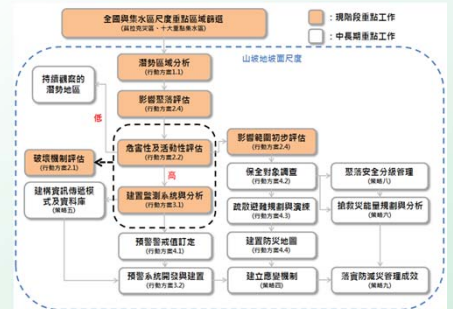 全國與集水區尺度重點區域篩選
(莫拉克災區、十大重點集水區)
：現階段重點工作
：中長期重點工作
山坡地坡面尺度
潛勢區域分析
(行動方案1.1)
持續觀察的
潛勢地區
影響聚落評估
(行動方案2.4)
低
危害性及活動性評估
(行動方案2.2)
影響範圍初步評估
(行動方案2.4)
破壞機制評估
(行動方案2.1)
高
保全對象調查
(行動方案4.2)
聚落安全分級管理
(策略八)
建構資訊傳遞模
式及資料庫
(策略五)
建置監測系統與分析
(行動方案3.1)
疏散避難規劃與演練
(行動方案4.3)
搶救災能量規劃與分析
(策略六)
預警警戒值訂定
(行動方案4.1)
建置防災地圖
(行動方案4.4)
預警系統開發與建置
(行動方案3.2)
建立應變機制
(策略四)
落實防減災管理成效
(策略九)